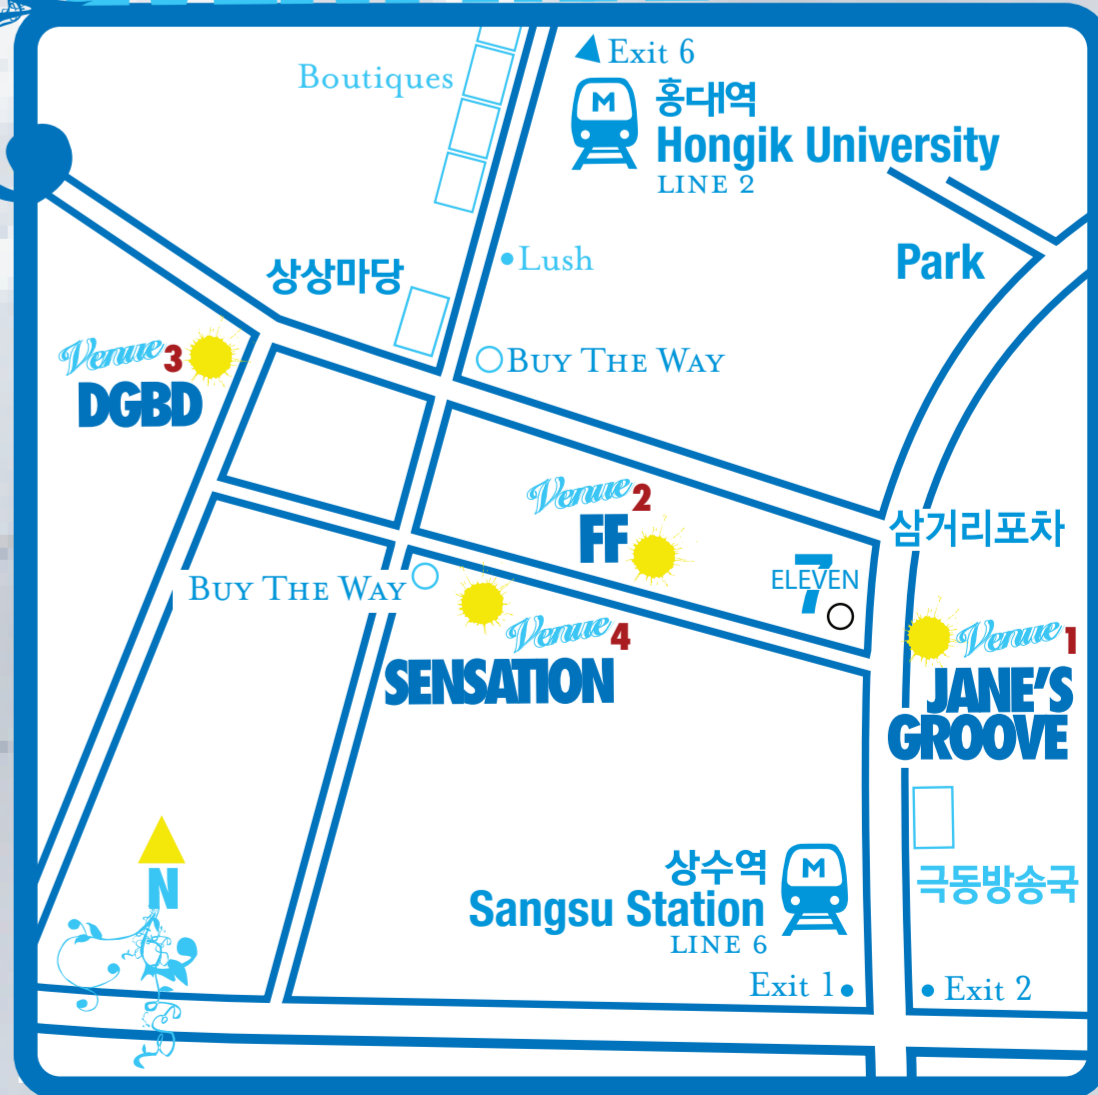 Exit 6
Boutiques
홍대역
Hongik University
LINE 2
Lush
Park
상상마당
Venue 3
DGBD
BUY THE WAY
Venue 2
FF
삼거리포차
7
ELEVEN
BUY THE WAY
Venue 4
SENSATION
Venue 1
JANE'S
GROOVE
M
M
상수역
Sangsu Station
LINE 6
극동방송국
N
Exit 1
Exit 2